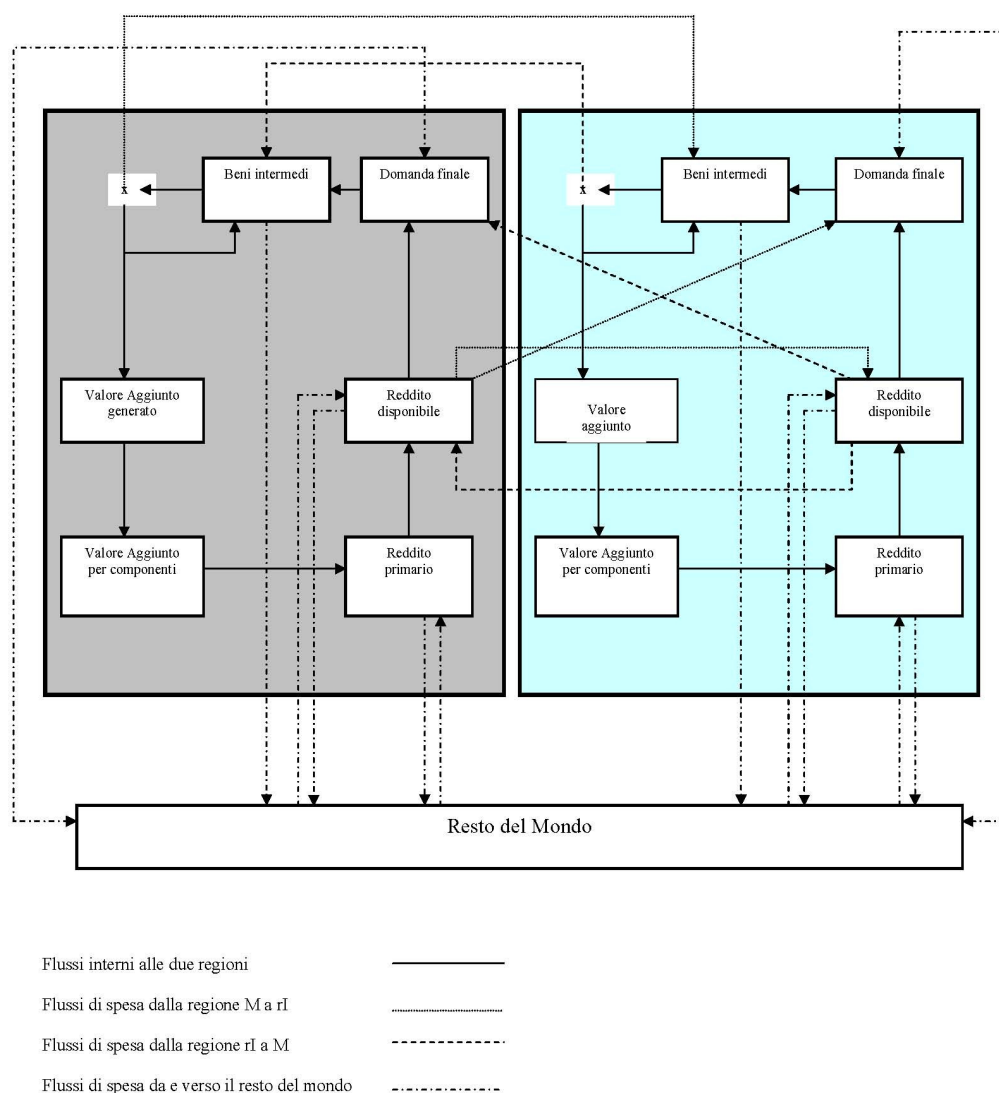 x
Beni intermedi
Domanda finale
x
Beni intermedi
Domanda finale
Valore Aggiunto
generato
Reddito
disponibile
Valore
aggiunto
Reddito
disponibile
Valore Aggiunto
per componenti
Reddito
primario
Valore Aggiunto
per componenti
Reddito
primario
Resto del Mondo
Flussi interni alle due regioni
Flussi di spesa dalla regione M a rI
Flussi di spesa dalla regione rI a M
Flussi di spesa da e verso il resto del mondo